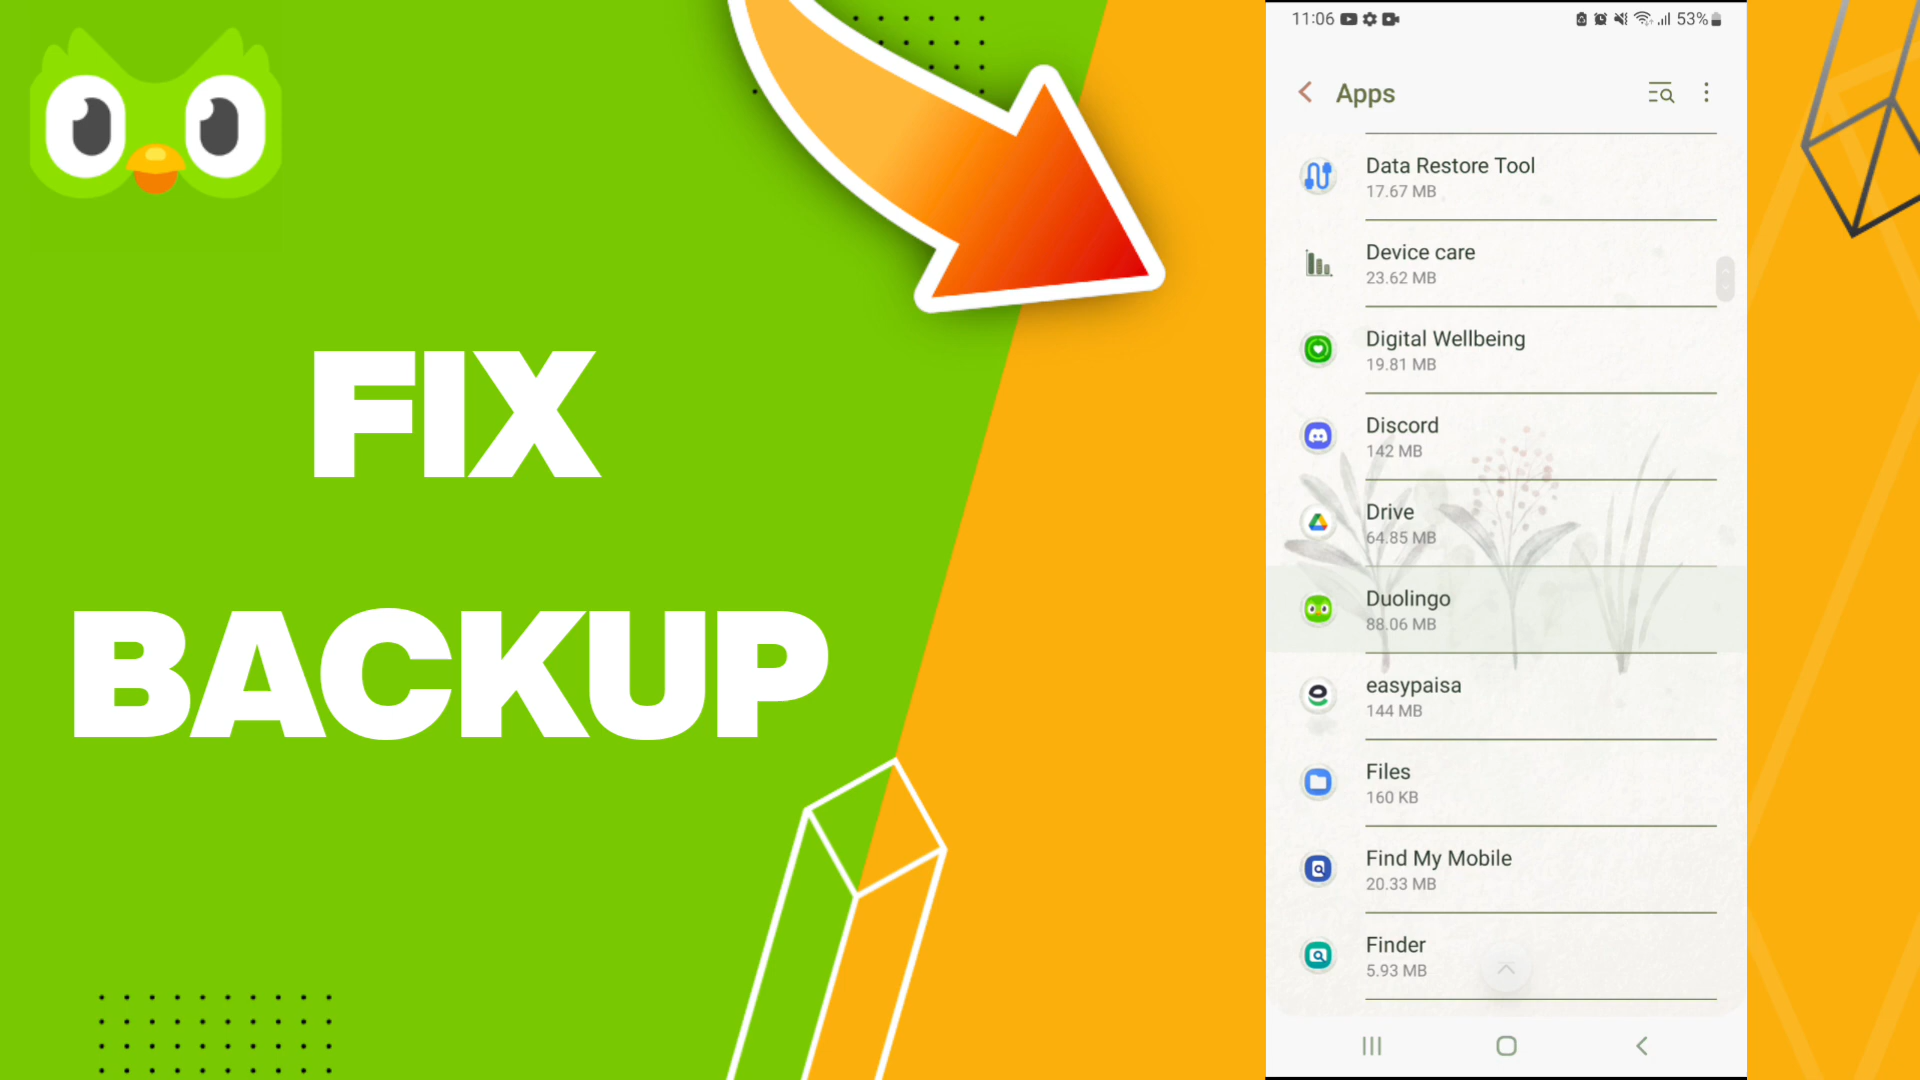 FIX
BACKUP
11:06
53%
Apps
Data Restore Tool
17.67 MB
Device care
23.62 MB
Digital Wellbeing
19.81 MB
Discord
142 MB
Drive
64.85 MB
Duolingo
88.06 MB
easypaisa
144 MB
Files
160 KB
Find My Mobile
20.33 MB
Finder
5.93 MB